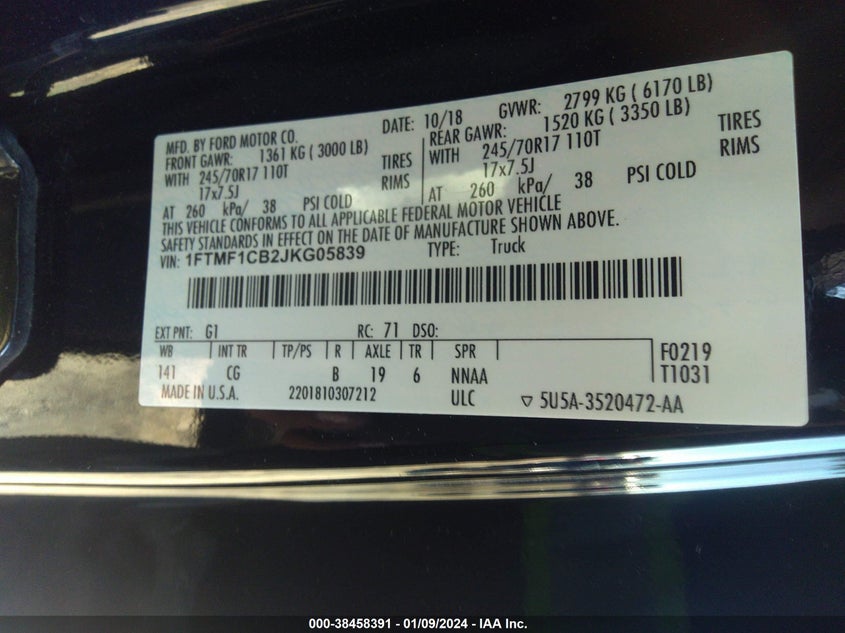 MFD. BY FORD MOTOR CO.
DATE: 10/18 GVWR: 2799 KG ( 6170 LB)
FRONT GAWR: 1361 KG ( 3000 LB)
WITH 245/70R17 110T TIRES
17x7.5J RIMS
AT 260 kPa/ 38 PSI COLD
REAR GAWR: 1520 KG ( 3350 LB)
WITH 245/70R17 110T TIRES
17x7.5J RIMS
AT 260 kPa/ 38 PSI COLD
THIS VEHICLE CONFORMS TO ALL APPLICABLE FEDERAL MOTOR VEHICLE
SAFETY STANDARDS IN EFFECT ON THE DATE OF MANUFACTURE SHOWN ABOVE.
VIN: 1FTMF1CB2JKG05839 TYPE: Truck
EXT PNT: G1 RC: 71 DSO:
WB INT TR TP/PS R AXLE TR SPR F0219
141 CG B 19 6 NNAA T1031
MADE IN U.S.A. 2201810307212 ULC ▽ 5U5A-3520472-AA
000-38458391 - 01/09/2024 - IAA Inc.